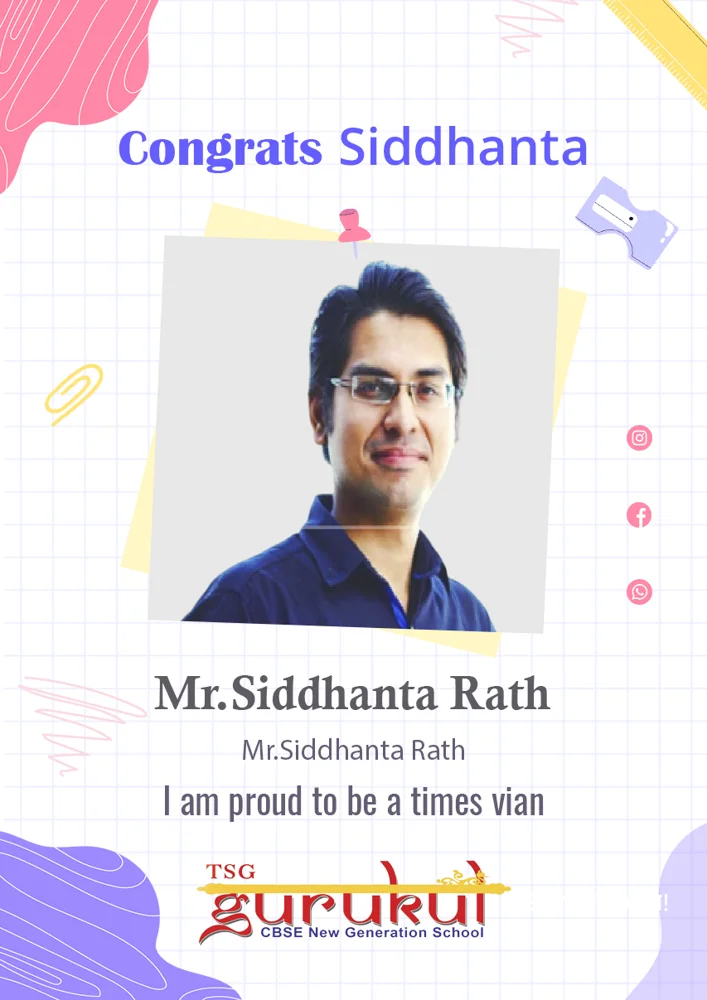 Congrats Siddhanta
Mr.Siddhanta Rath
Mr.Siddhanta Rath
I am proud to be a times vian
TSG
gurukul
CBSE New Generation School